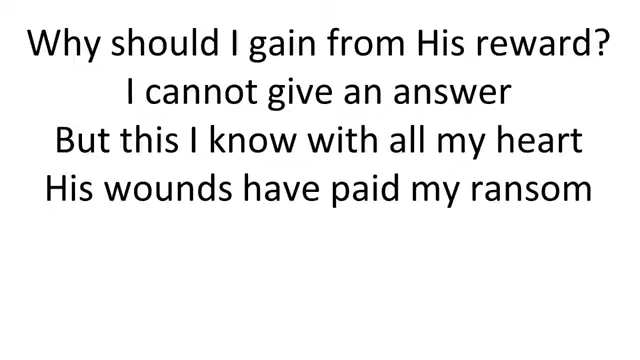 Why should I gain from His reward?
I cannot give an answer
But this I know with all my heart
His wounds have paid my ransom